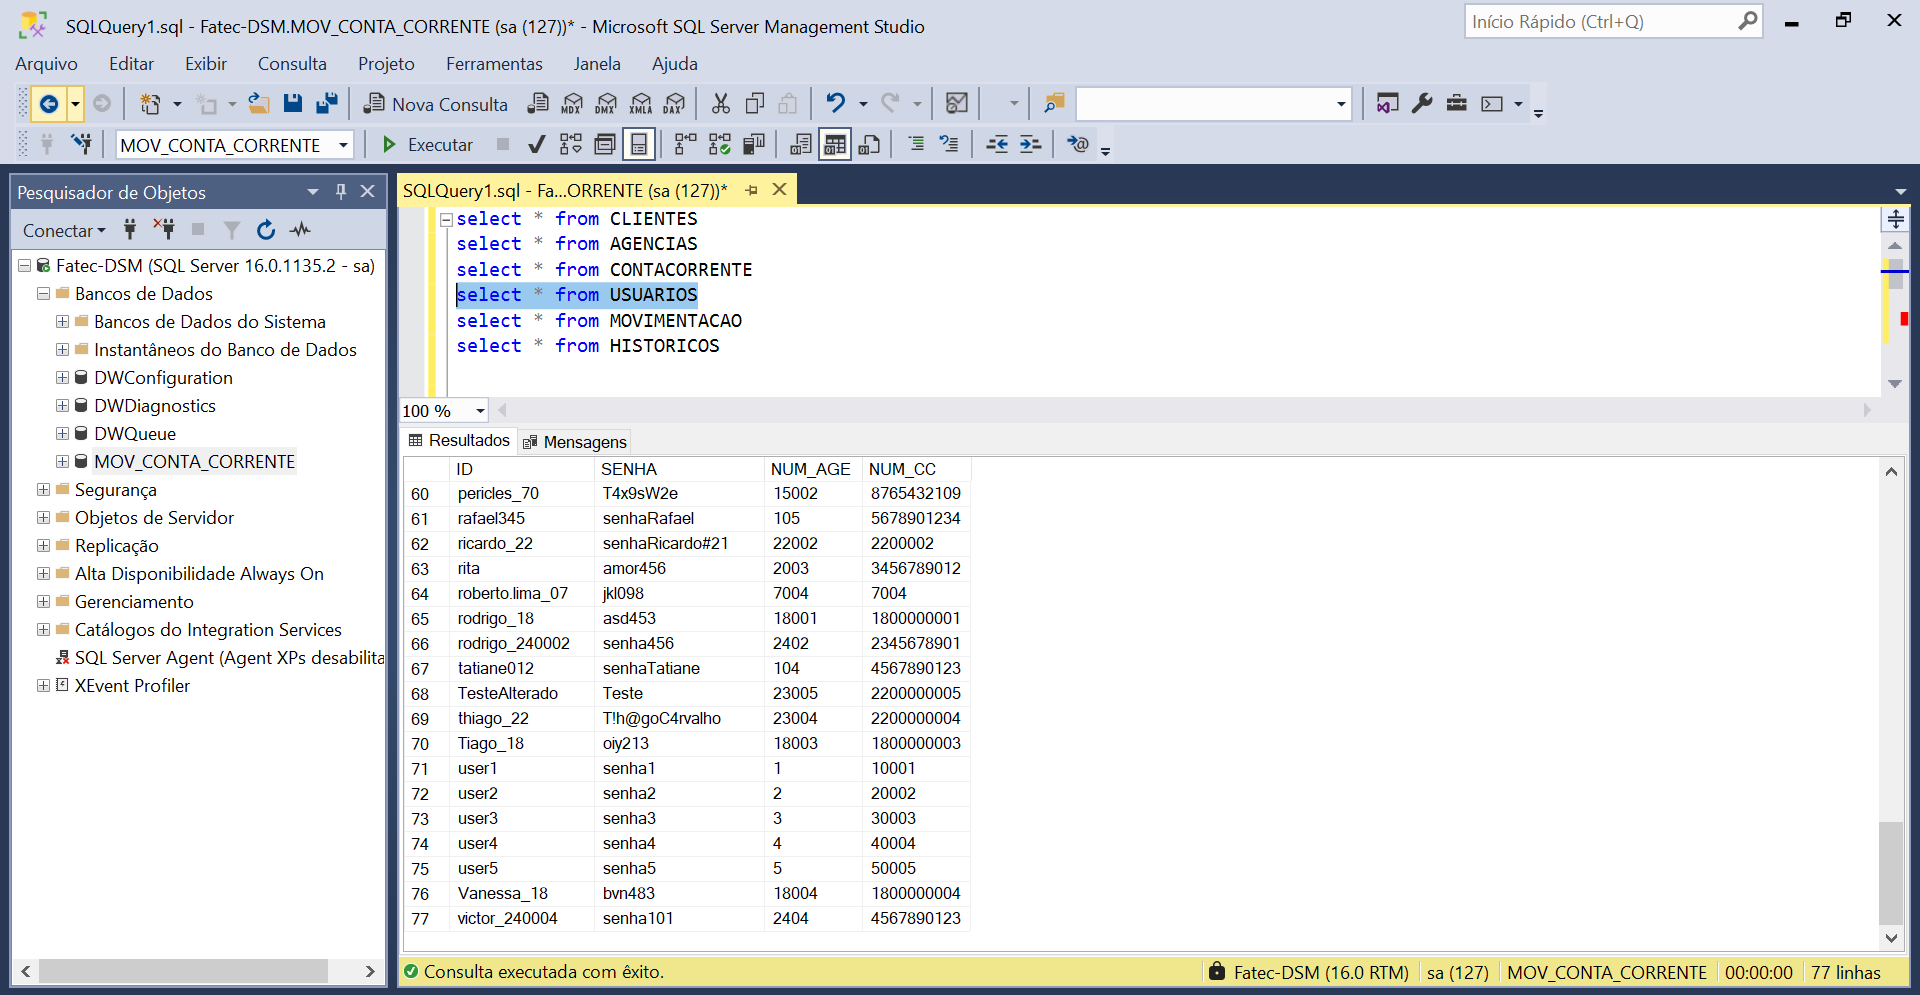 SQLQuery1.sql - Fatec-DSM.MOV_CONTA_CORRENTE (sa (127))* - Microsoft SQL Server Management Studio
Início Rápido (Ctrl+Q)
Arquivo Editar Exibir Consulta Projeto Ferramentas Janela Ajuda
Nova Consulta MDX DMX XMLA DAX
MOV_CONTA_CORRENTE Executar
Pesquisador de Objetos
Conectar
Fatec-DSM (SQL Server 16.0.1135.2 - sa)
Bancos de Dados
Bancos de Dados do Sistema
Instantâneos do Banco de Dados
DWConfiguration
DWDiagnostics
DWQueue
MOV_CONTA_CORRENTE
Segurança
Objetos de Servidor
Replicação
Alta Disponibilidade Always On
Gerenciamento
Catálogos do Integration Services
SQL Server Agent (Agent XPs desabilita
XEvent Profiler
SQLQuery1.sql - Fa...ORRENTE (sa (127))*
select * from CLIENTES
select * from AGENCIAS
select * from CONTACORRENTE
select * from USUARIOS
select * from MOVIMENTACAO
select * from HISTORICOS
100 %
Resultados Mensagens
ID SENHA NUM_AGE NUM_CC
60 pericles_70 T4x9sW2e 15002 8765432109
61 rafael345 senhaRafael 105 5678901234
62 ricardo_22 senhaRicardo#21 22002 2200002
63 rita amor456 2003 3456789012
64 roberto.lima_07 jkl098 7004 7004
65 rodrigo_18 asd453 18001 1800000001
66 rodrigo_240002 senha456 2402 2345678901
67 tatiane012 senhaTatiane 104 4567890123
68 TesteAlterado Teste 23005 2200000005
69 thiago_22 T!h@goC4rvalho 23004 2200000004
70 Tiago_18 oiy213 18003 1800000003
71 user1 senha1 1 10001
72 user2 senha2 2 20002
73 user3 senha3 3 30003
74 user4 senha4 4 40004
75 user5 senha5 5 50005
76 Vanessa_18 bvn483 18004 1800000004
77 victor_240004 senha101 2404 4567890123
Consulta executada com êxito. Fatec-DSM (16.0 RTM) sa (127) MOV_CONTA_CORRENTE 00:00:00 77 linhas